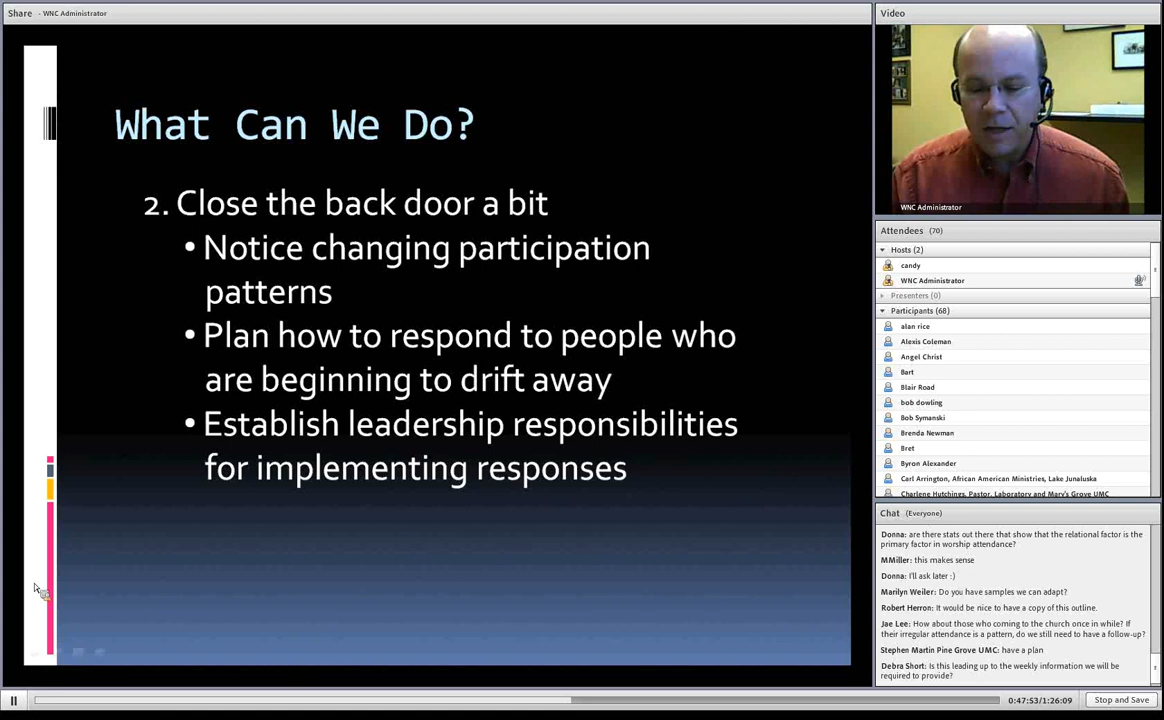 Share - WNC Administrator
What Can We Do?
2. Close the back door a bit
• Notice changing participation
patterns
• Plan how to respond to people who
are beginning to drift away
• Establish leadership responsibilities
for implementing responses
Video
WNC Administrator
Attendees (70)
Hosts (2)
candy
WNC Administrator
Presenters (0)
Participants (68)
alan rice
Alexis Coleman
Angel Christ
Bart
Blair Road
bob dowling
Bob Symanski
Brenda Newman
Bret
Byron Alexander
Carl Arrington, African American Ministries, Lake Junaluska
Charlene Hutchings, Pastor, Laboratory and Mary's Grove UMC
Chat (Everyone)
Donna: are there stats out there that show that the relational factor is the
primary factor in worship attendance?
MMiller: this makes sense
Donna: I'll ask later :)
Marilyn Weiler: Do you have samples we can adapt?
Robert Herron: It would be nice to have a copy of this outline.
Jae Lee: How about those who coming to the church once in while? If
their irregular attendance is a pattern, do we still need to have a follow-up?
Stephen Martin Pine Grove UMC: have a plan
Debra Short: Is this leading up to the weekly information we will be
required to provide?
0:47:53/1:26:09
Stop and Save